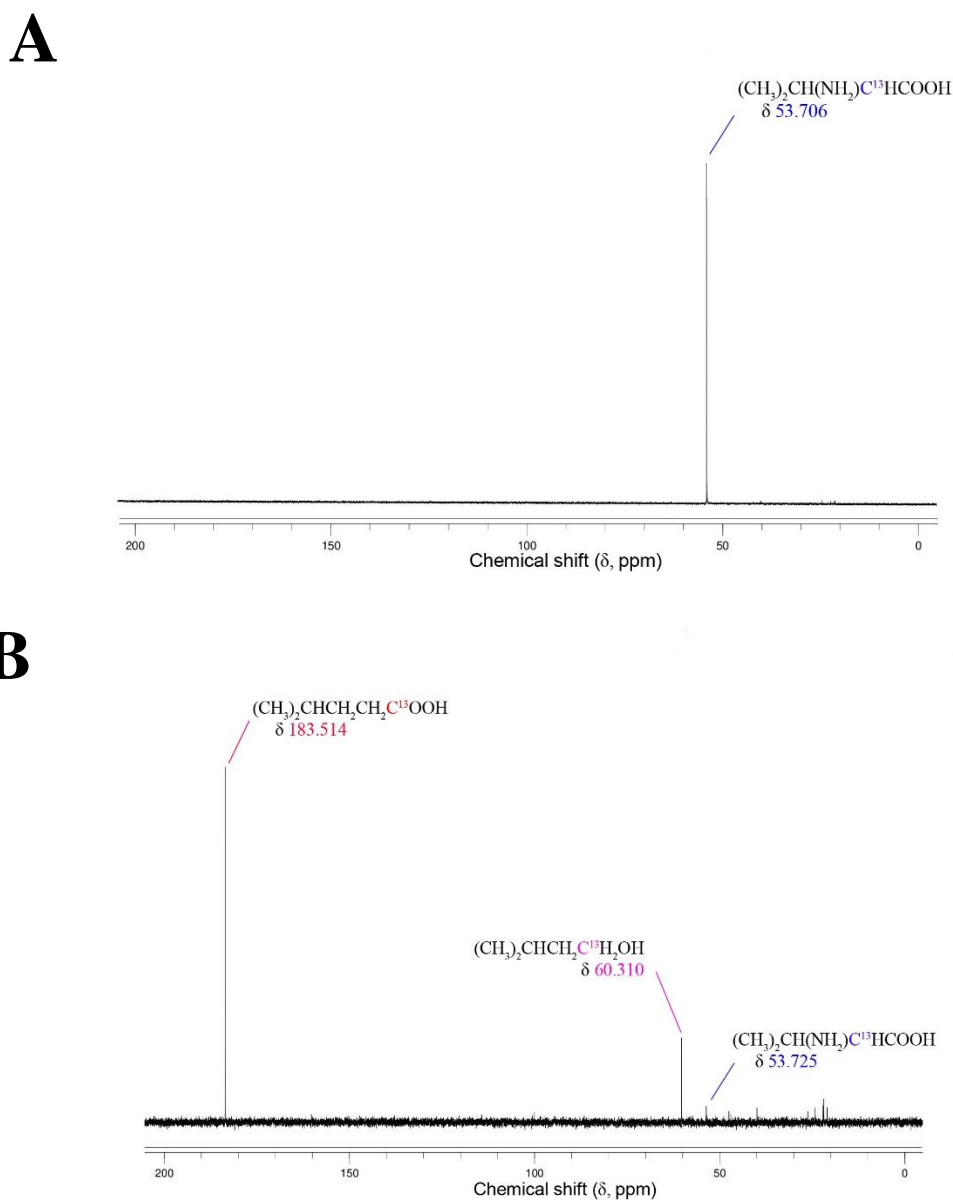 A
(CH₃)₂CH(NH₂)C¹³HCOOH
δ 53.706
200 150 100 50 0
Chemical shift (δ, ppm)
B
(CH₃)₂CHCH₂CH₂C¹³OOH
δ 183.514
(CH₃)₂CHCH₂C¹³H₂OH
δ 60.310
(CH₃)₂CH(NH₂)C¹³HCOOH
δ 53.725
200 150 100 50 0
Chemical shift (δ, ppm)